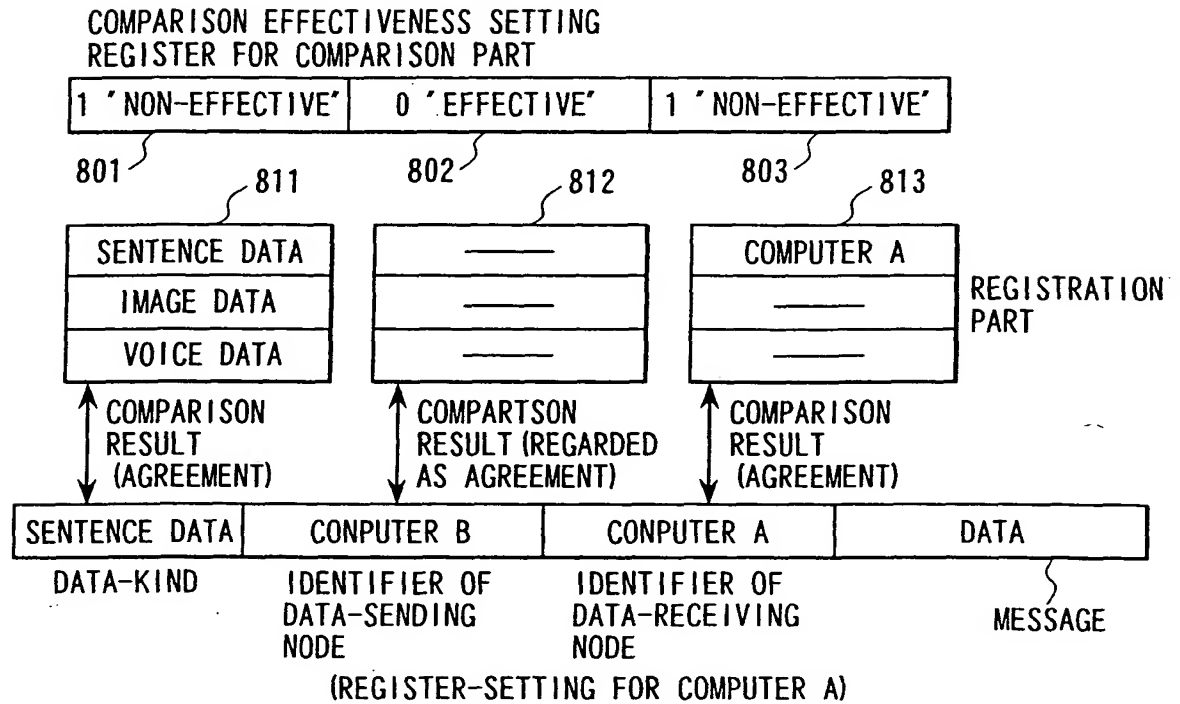 COMPARISON EFFECTIVENESS SETTING
REGISTER FOR COMPARISON PART
1 'NON-EFFECTIVE' 0 'EFFECTIVE' 1 'NON-EFFECTIVE'
801 802 803
811 812 813
SENTENCE DATA —— COMPUTER A
IMAGE DATA —— ——
VOICE DATA —— ——
REGISTRATION
PART
COMPARISON
RESULT
(AGREEMENT)
COMPARTSON
RESULT (REGARDED
AS AGREEMENT)
COMPARISON
RESULT
(AGREEMENT)
SENTENCE DATA CONPUTER B CONPUTER A DATA
DATA-KIND
IDENTIFIER OF
DATA-SENDING
NODE
IDENTIFIER OF
DATA-RECEIVING
NODE
MESSAGE
(REGISTER-SETTING FOR COMPUTER A)